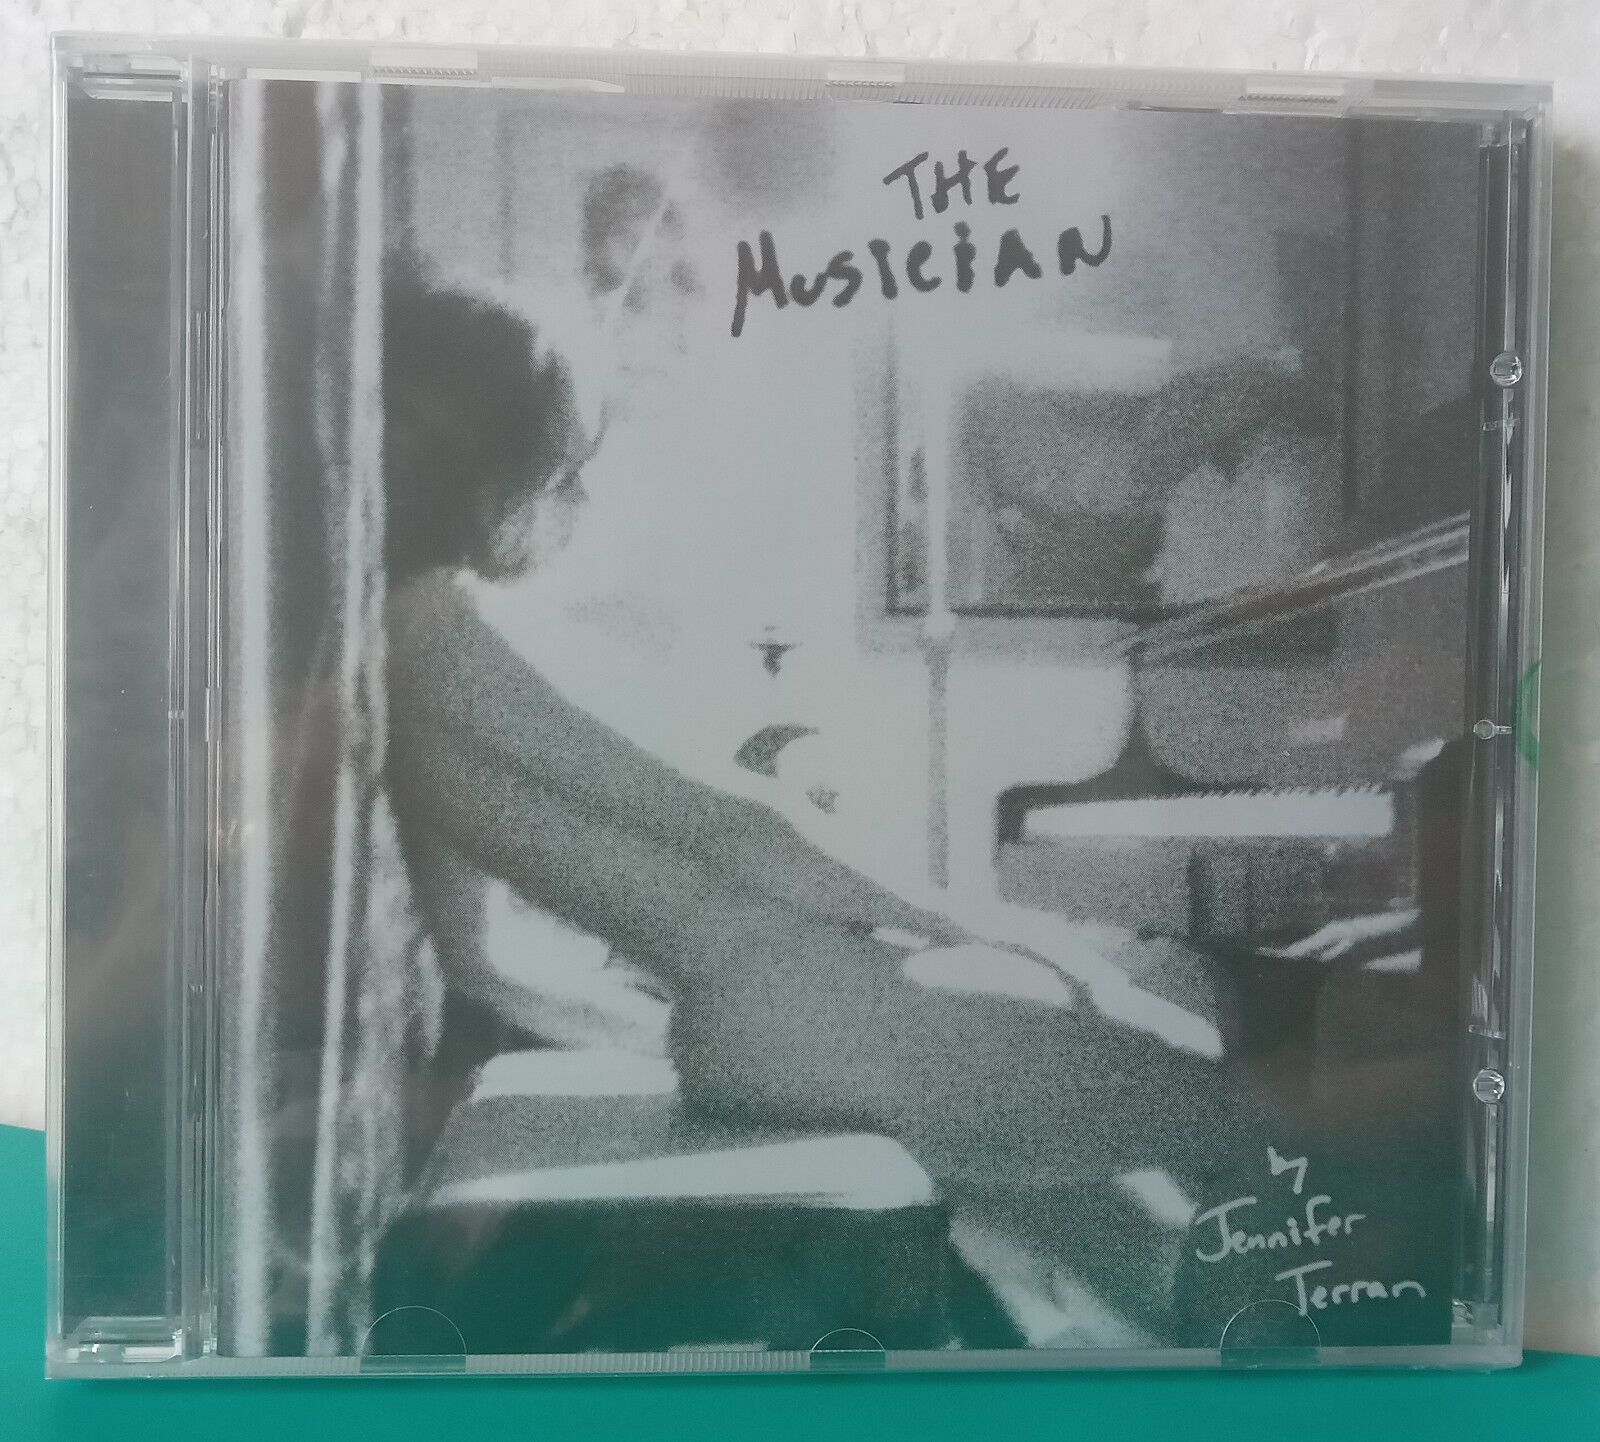 THE
MUSiCiAN
by
Jennifer
Terran